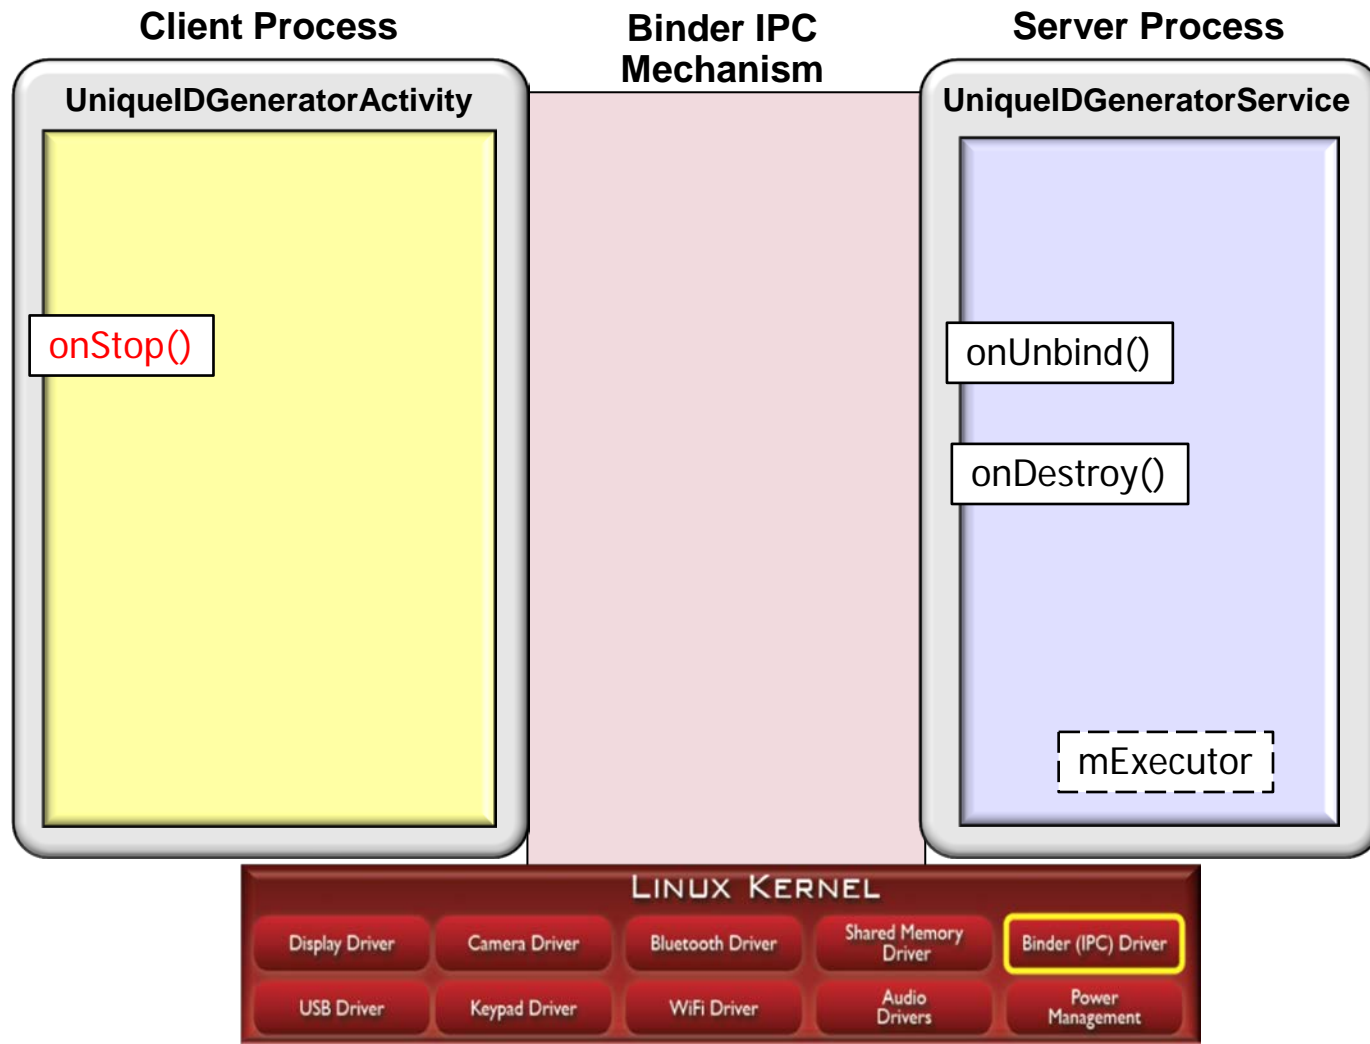 Client Process
Binder IPC
Mechanism
Server Process
UniqueIDGeneratorActivity
UniqueIDGeneratorService
onStop()
onUnbind()
onDestroy()
mExecutor
LINUX KERNEL
Display Driver
Camera Driver
Bluetooth Driver
Shared Memory
Driver
Binder (IPC) Driver
USB Driver
Keypad Driver
WiFi Driver
Audio
Drivers
Power
Management